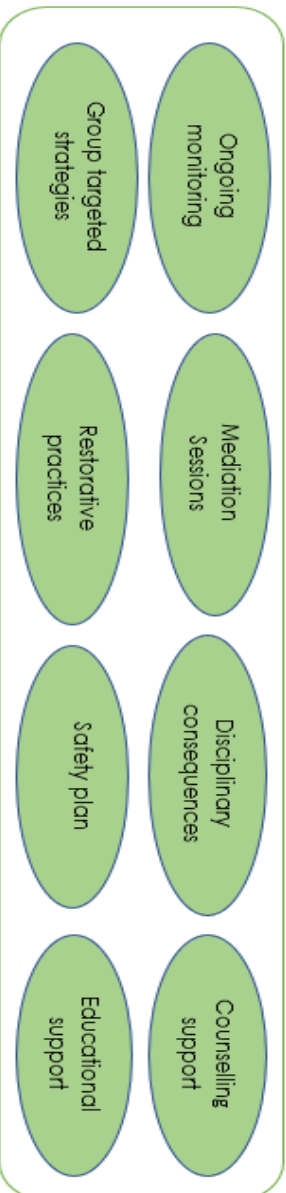 Ongoing
monitoring
Mediation
Sessions
Disciplinary
consequences
Counselling
support
Group targeted
strategies
Restorative
practices
Safety plan
Educational
support